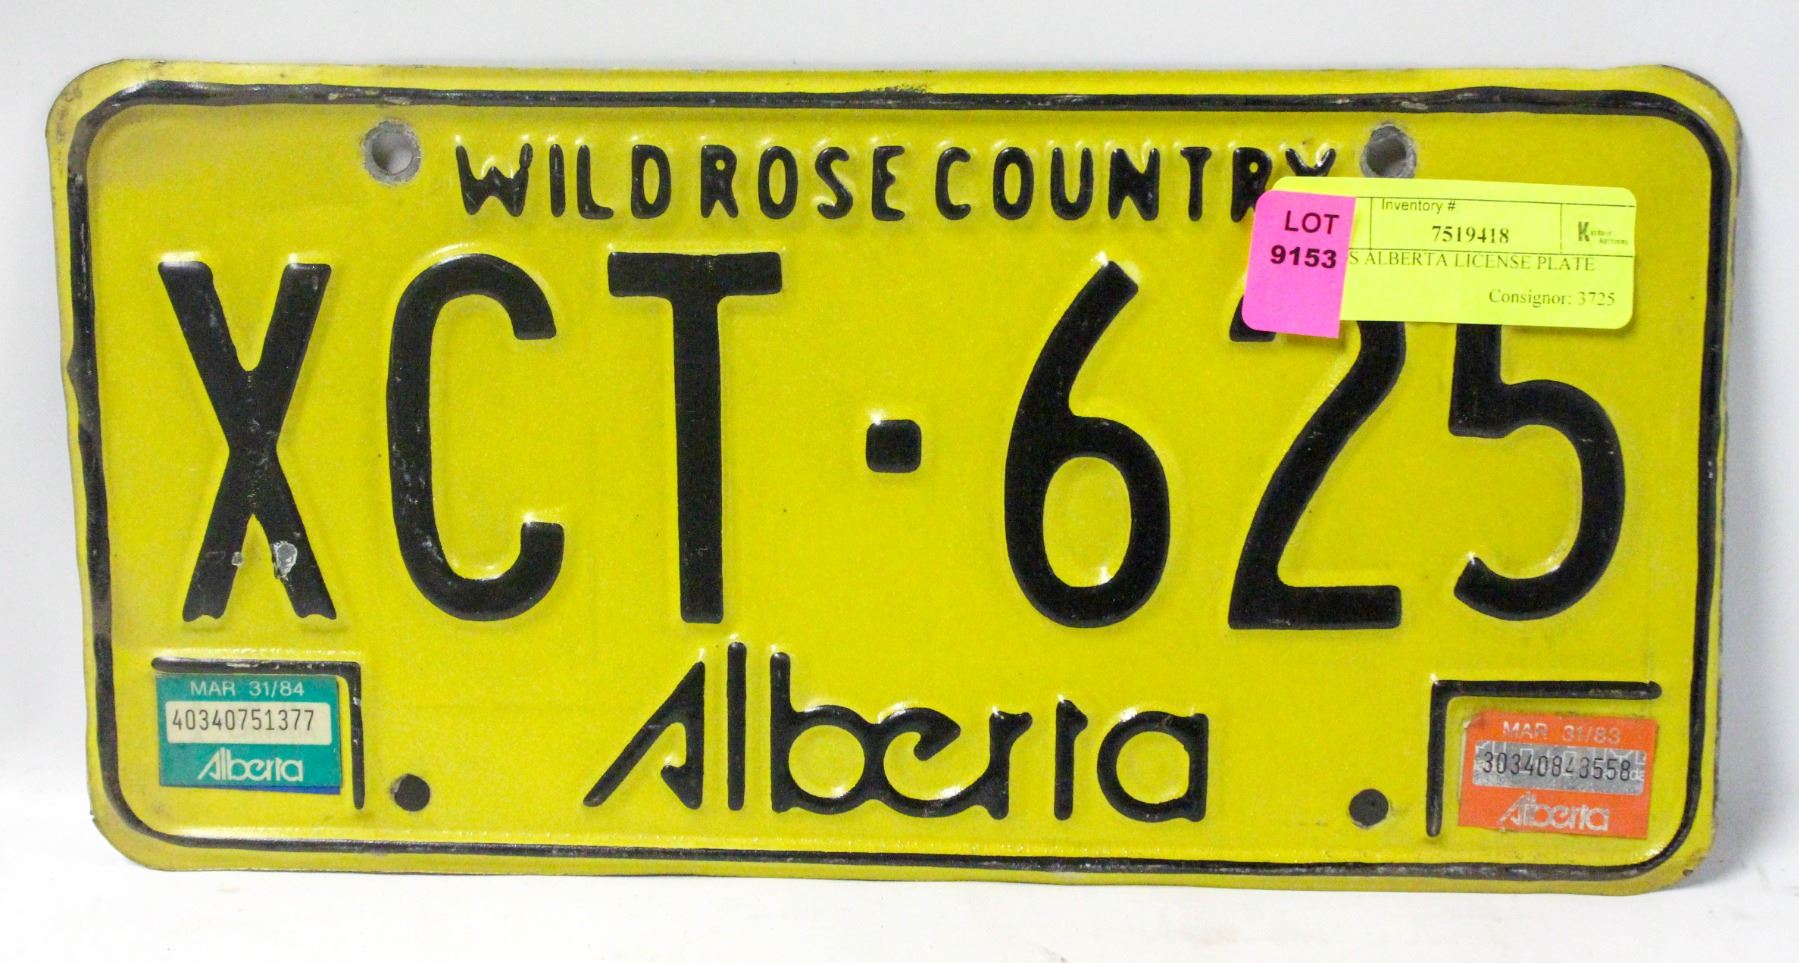 WILD ROSE COUNTRY
LOT
9153
Inventory #:
7519418
S ALBERTA LICENSE PLATE
Consignor: 3725
XCT·625
MAR 31/84
40340751377
Alberta
Alberta
MAR 31/83
30340843558
Alberta